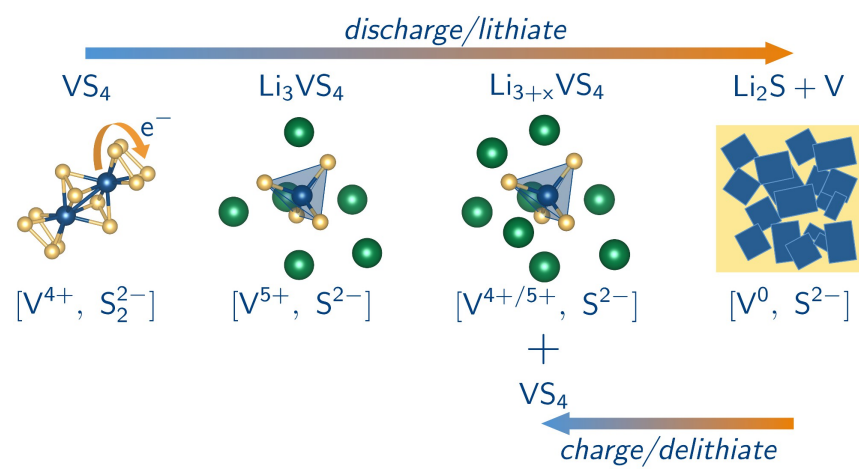 discharge/lithiate
VS₄ Li₃VS₄ Li₃₊ₓVS₄ Li₂S + V
e⁻
[V⁴⁺, S₂²⁻] [V⁵⁺, S²⁻] [V⁴⁺/⁵⁺, S²⁻] [V⁰, S²⁻]
+
VS₄
charge/delithiate